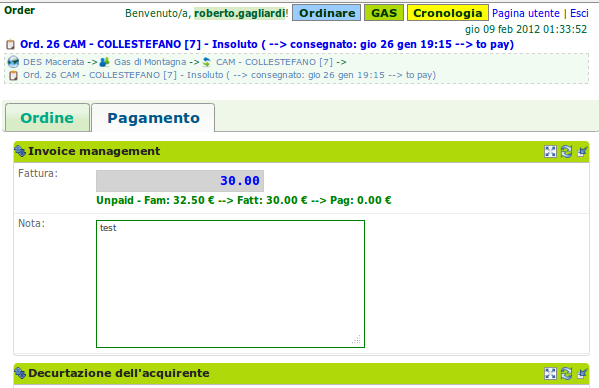 Order
Benvenuto/a, roberto.gagliardi! Ordinare GAS Cronologia Pagina utente | Esci
gio 09 feb 2012 01:33:52
Ord. 26 CAM - COLLESTEFANO [7] - Insoluto ( --> consegnato: gio 26 gen 19:15 --> to pay)
DES Macerata -> Gas di Montagna -> CAM - COLLESTEFANO [7] ->
Ord. 26 CAM - COLLESTEFANO [7] - Insoluto ( --> consegnato: gio 26 gen 19:15 --> to pay)
Ordine Pagamento
Invoice management
Fattura: 30.00
Unpaid - Fam: 32.50 € --> Fatt: 30.00 € --> Pag: 0.00 €
Nota: test
Decurtazione dell'acquirente